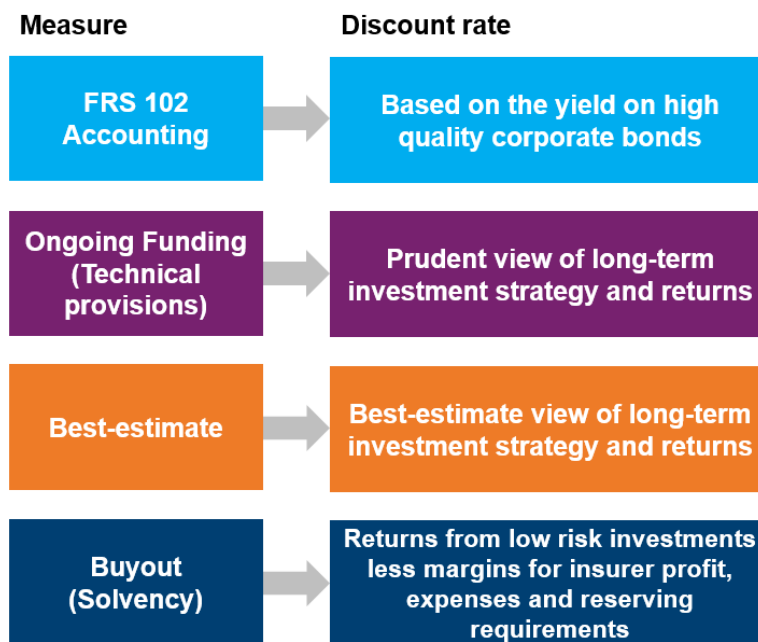 Measure
Discount rate
FRS 102
Accounting
Based on the yield on high
quality corporate bonds
Ongoing Funding
(Technical
provisions)
Prudent view of long-term
investment strategy and returns
Best-estimate
Best-estimate view of long-term
investment strategy and returns
Buyout
(Solvency)
Returns from low risk investments
less margins for insurer profit,
expenses and reserving
requirements